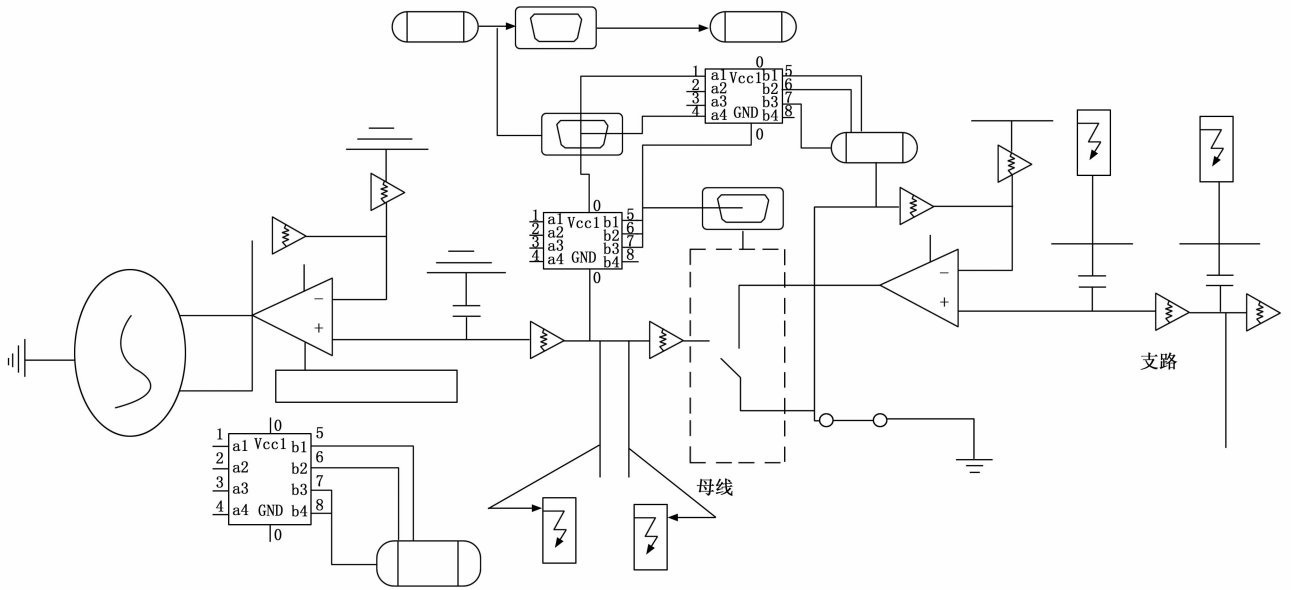 0
1 a1 Vcc1 b1 5
2 a2 b2 6
3 a3 b3 7
4 a4 GND b4 8
0
0
1 a1 Vcc1 b1 5
2 a2 b2 6
3 a3 b3 7
4 a4 GND b4 8
0
−
+
−
+
支路
0
1 a1 Vcc1 b1 5
2 a2 b2 6
3 a3 b3 7
4 a4 GND b4 8
0
母线